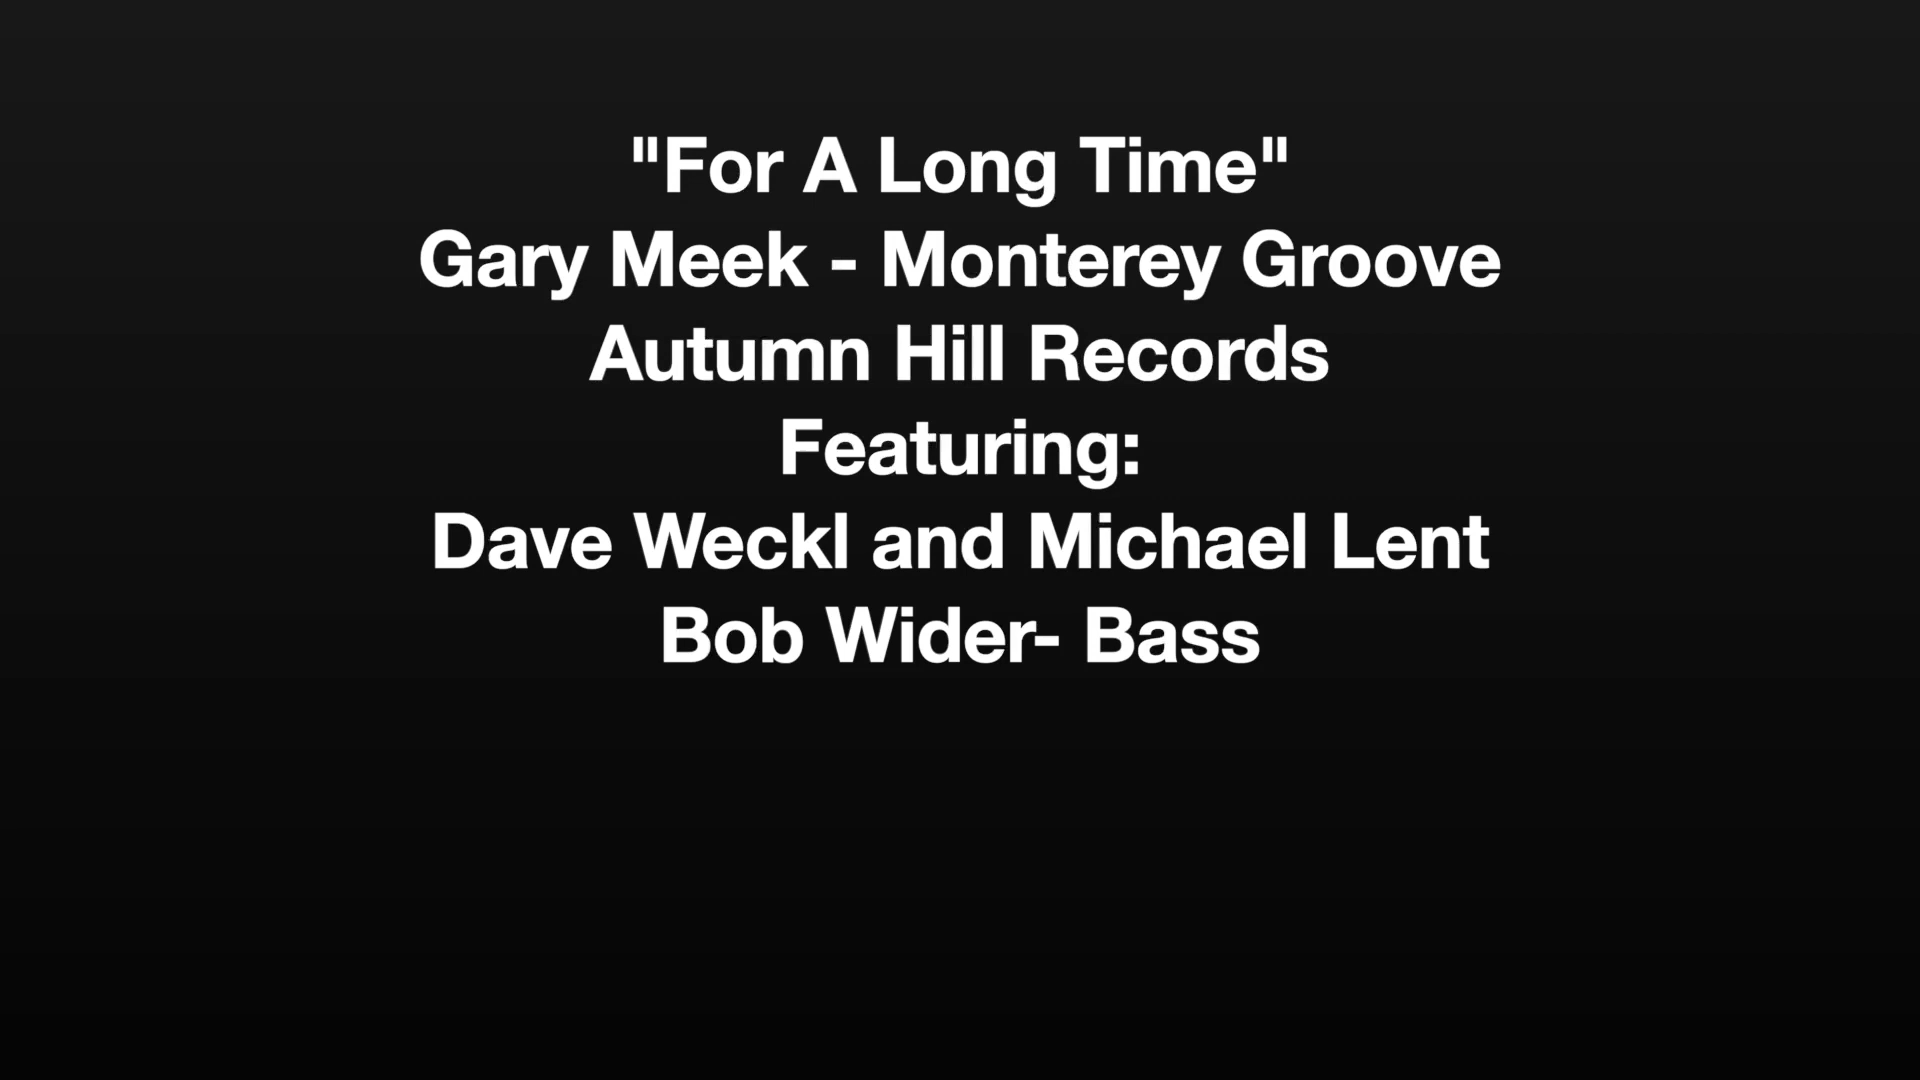 "For A Long Time"
Gary Meek - Monterey Groove
Autumn Hill Records
Featuring:
Dave Weckl and Michael Lent
Bob Wider- Bass